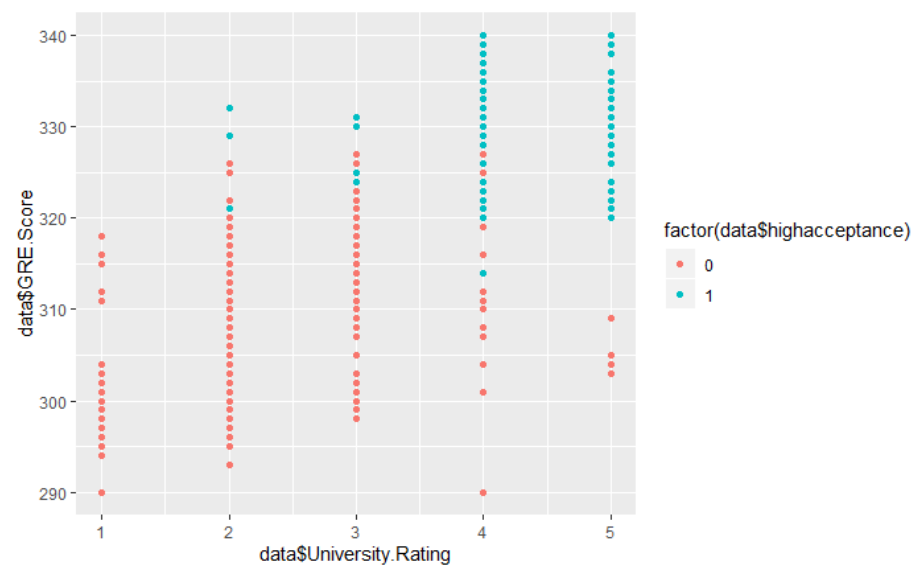 340
330
320
310
300
290
data$GRE.Score
1 2 3 4 5
data$University.Rating
factor(data$highacceptance)
0
1